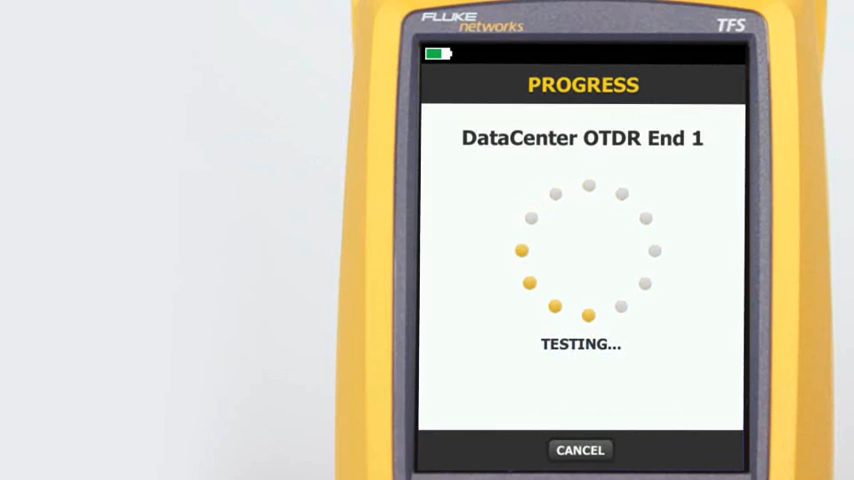 FLUKE
networks
TFS
PROGRESS
DataCenter OTDR End 1
TESTING...
CANCEL